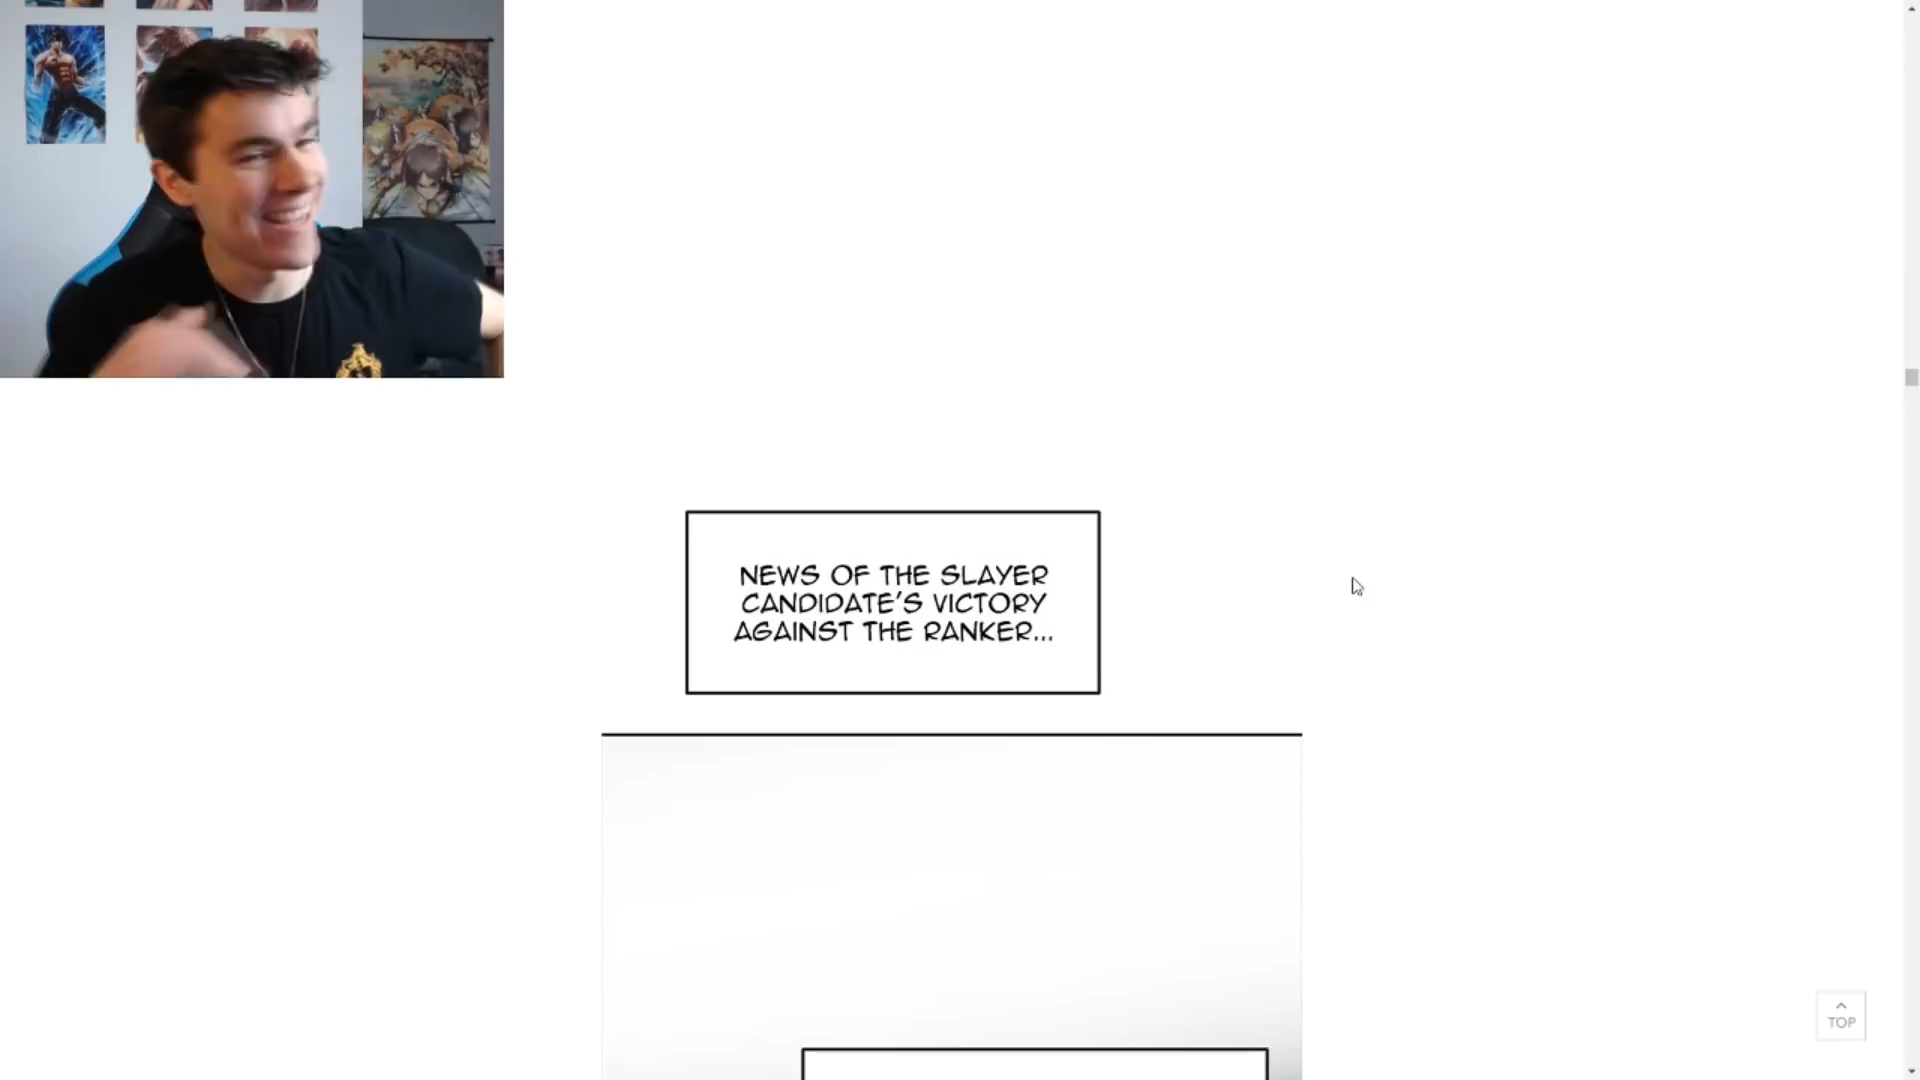 NEWS OF THE SLAYER
CANDIDATE'S VICTORY
AGAINST THE RANKER...
TOP